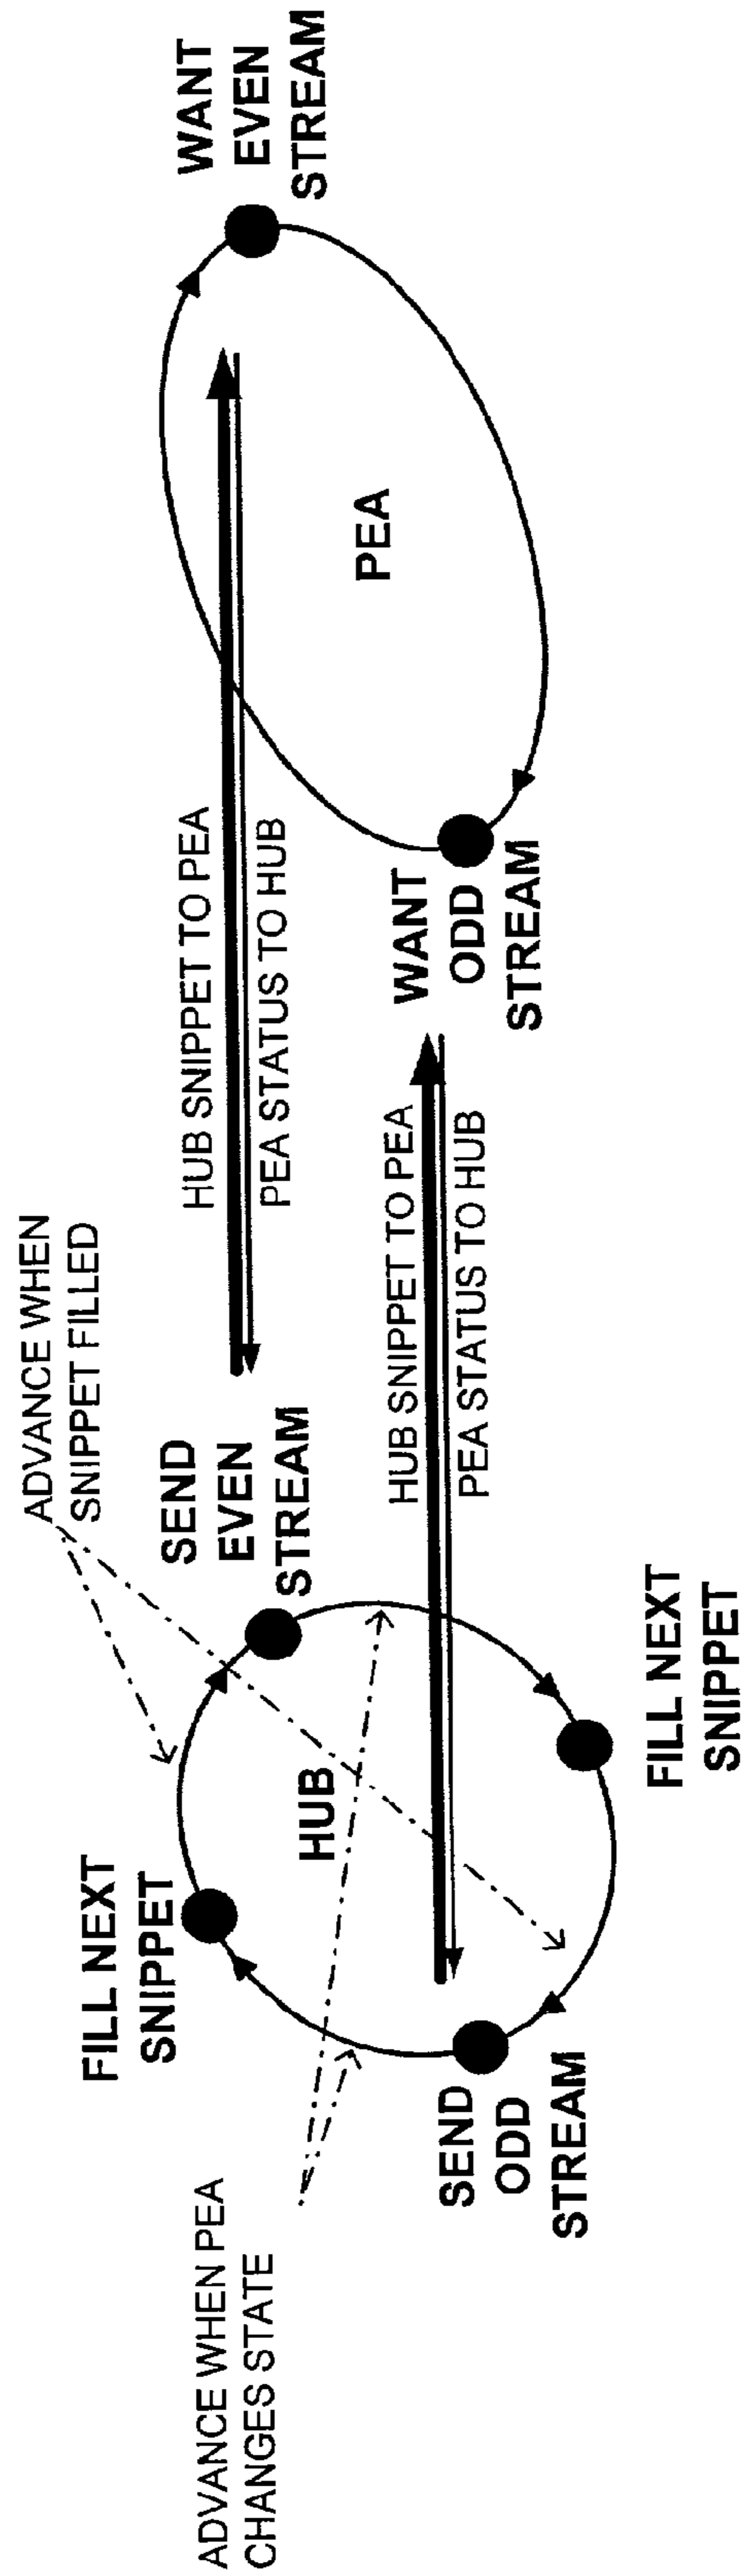 ADVANCE WHEN
SNIPPET FILLED
FILL NEXT
SNIPPET
SEND
EVEN
STREAM
HUB SNIPPET TO PEA
PEA STATUS TO HUB
WANT
EVEN
STREAM
ADVANCE WHEN PEA
CHANGES STATE
HUB
PEA
HUB SNIPPET TO PEA
PEA STATUS TO HUB
SEND
ODD
STREAM
WANT
ODD
STREAM
FILL NEXT
SNIPPET